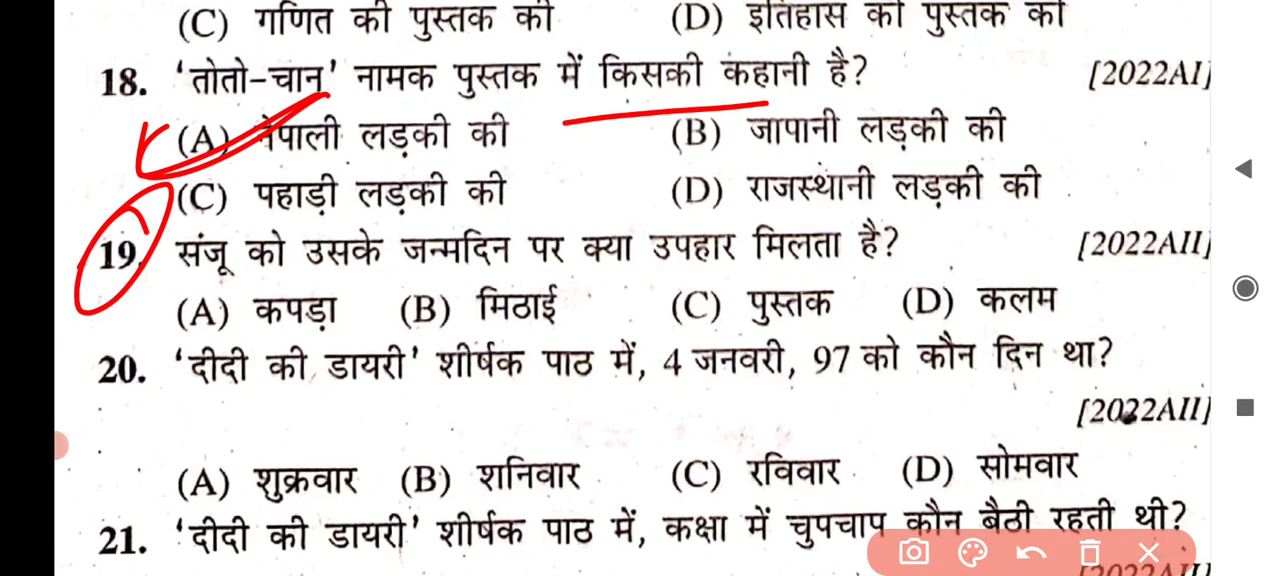 (C) गणित की पुस्तक की (D) इतिहास की पुस्तक की
18. 'तोतो-चान' नामक पुस्तक में किसकी कहानी है? [2022AI]
(A) नेपाली लड़की की (B) जापानी लड़की की
(C) पहाड़ी लड़की की (D) राजस्थानी लड़की की
19. संजू को उसके जन्मदिन पर क्या उपहार मिलता है? [2022AII]
(A) कपड़ा (B) मिठाई (C) पुस्तक (D) कलम
20. 'दीदी की डायरी' शीर्षक पाठ में, 4 जनवरी, 97 को कौन दिन था?
[2022AII]
(A) शुक्रवार (B) शनिवार (C) रविवार (D) सोमवार
21. 'दीदी की डायरी' शीर्षक पाठ में, कक्षा में चुपचाप कौन बैठी रहती थी?
[2022AII]